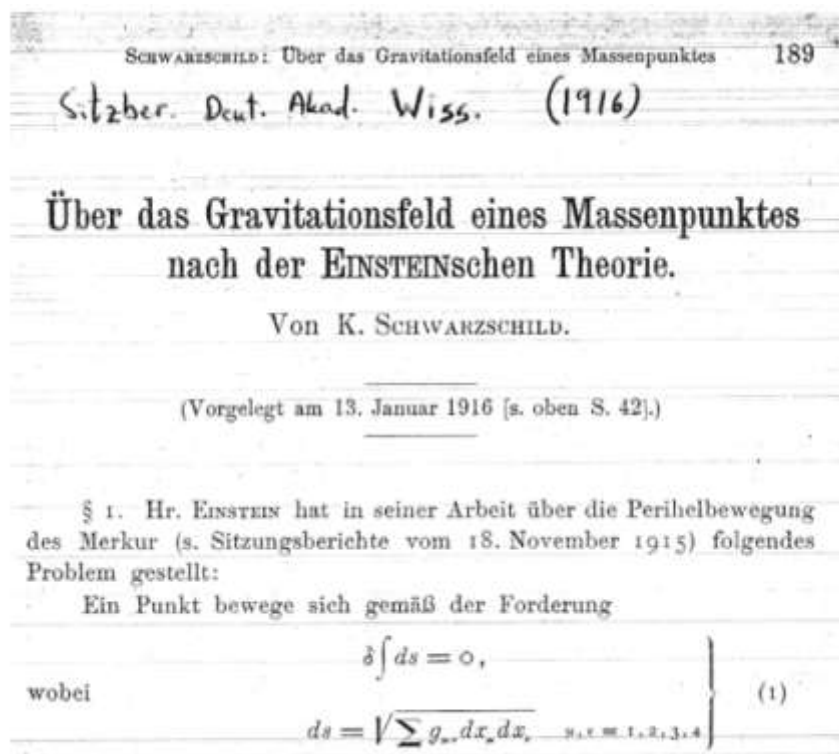 SCHWARZSCHILD: Über das Gravitationsfeld eines Massenpunktes 189
Sitzber. Deut. Akad. Wiss. (1916)
Über das Gravitationsfeld eines Massenpunktes
nach der EINSTEINschen Theorie.
Von K. SCHWARZSCHILD.
(Vorgelegt am 13. Januar 1916 [s. oben S. 42].)
§ 1. Hr. EINSTEIN hat in seiner Arbeit über die Perihelbewegung
des Merkur (s. Sitzungsberichte vom 18. November 1915) folgendes
Problem gestellt:
Ein Punkt bewege sich gemäß der Forderung
δ∫ds = 0,
wobei (1)
ds = √Σ g_μν dx_μ dx_ν μ, ν = 1, 2, 3, 4